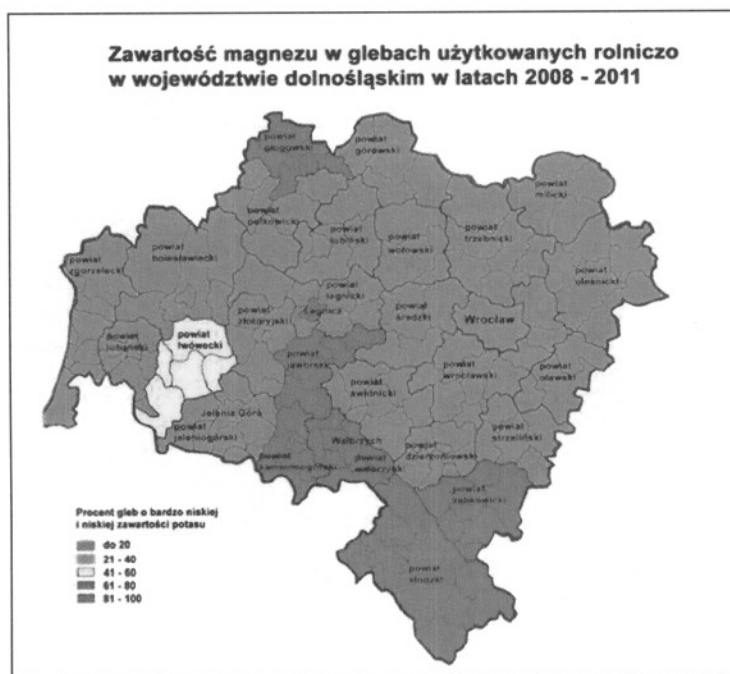 Zawartość magnezu w glebach użytkowanych rolniczo
w województwie dolnośląskim w latach 2008 - 2011
powiat
głogowski
powiat
górowski
powiat
milicki
powiat
polkowicki
powiat
lubiński
powiat
wołowski
powiat
trzebnicki
powiat
bolesławiecki
powiat
zgorzelecki
powiat
oleśnicki
powiat
legnicki
Legnica
powiat
złotoryjski
powiat
średzki
Wrocław
powiat
lwówecki
powiat
lubański
powiat
jaworski
powiat
wrocławski
powiat
oławski
powiat
świdnicki
Jelenia Góra
powiat
jeleniogórski
powiat
strzeliński
Wałbrzych
powiat
dzierżoniowski
powiat
powiat
powiat
ząbkowicki
powiat
kłodzki
Procent gleb o bardzo niskiej
i niskiej zawartości potasu
do 20
21 - 40
41 - 60
61 - 80
81 - 100